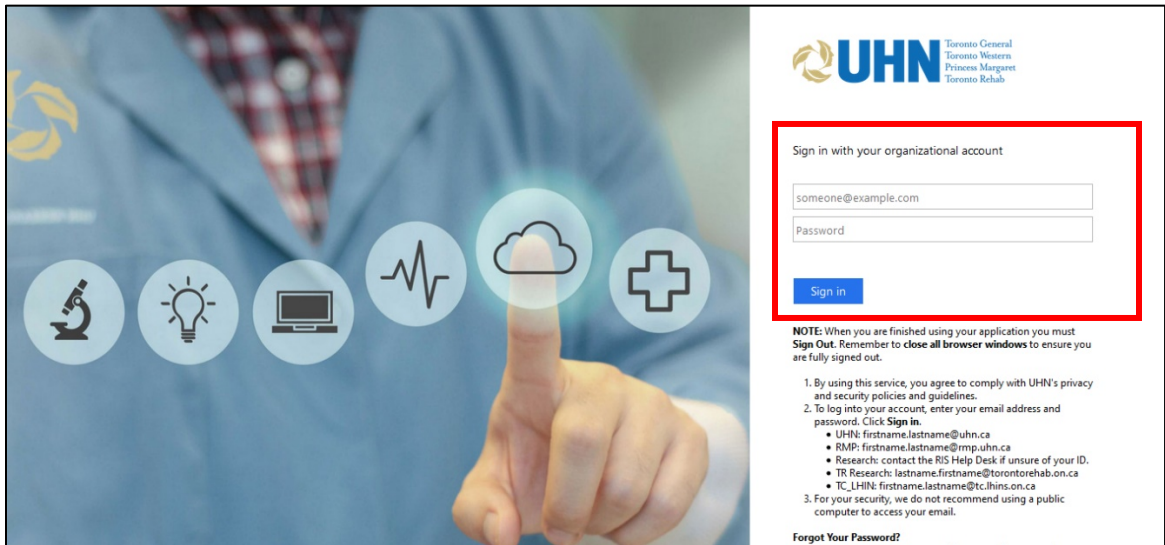 UHN
Toronto General
Toronto Western
Princess Margaret
Toronto Rehab
Sign in with your organizational account
someone@example.com
Password
Sign in
NOTE: When you are finished using your application you must
Sign Out. Remember to close all browser windows to ensure you
are fully signed out.
1. By using this service, you agree to comply with UHN's privacy
and security policies and guidelines.
2. To log into your account, enter your email address and
password. Click Sign in.
• UHN: firstname.lastname@uhn.ca
• RMP: firstname.lastname@rmp.uhn.ca
• Research: contact the RIS Help Desk if unsure of your ID.
• TR Research: lastname.firstname@torontorehab.on.ca
• TC_LHIN: firstname.lastname@tc.lhins.on.ca
3. For your security, we do not recommend using a public
computer to access your email.
Forgot Your Password?